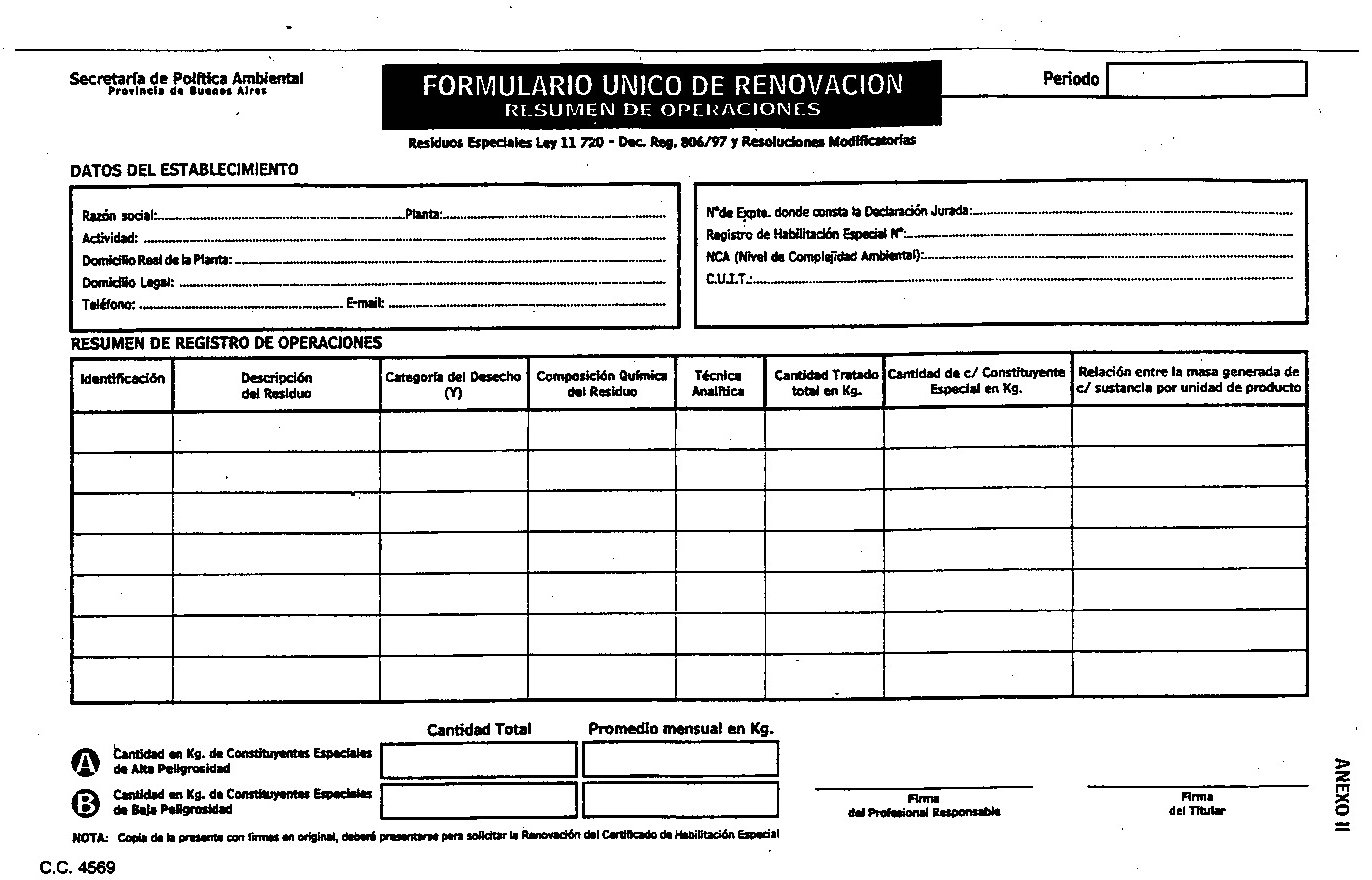 Secretaría de Política Ambiental
Provincia de Buenos Aires
FORMULARIO UNICO DE RENOVACION
RESUMEN DE OPERACIONES
Periodo
Residuos Especiales Ley 11 720 - Dec. Reg. 806/97 y Resoluciones Modificatorias
DATOS DEL ESTABLECIMIENTO
Razón social: Planta:
Actividad:
Domicilio Real de la Planta:
Domicilio Legal:
Teléfono: E-mail:
N°de Expte. donde consta la Declaración Jurada:
Registro de Habilitación Especial N°:
NCA (Nivel de Complejidad Ambiental):
C.U.I.T.:
RESUMEN DE REGISTRO DE OPERACIONES
Identificación
Descripción
del Residuo
Categoría del Desecho
(Y)
Composición Química
del Residuo
Técnica
Analítica
Cantidad Tratado
total en Kg.
Cantidad de c/ Constituyente
Especial en Kg.
Relación entre la masa generada de
c/ sustancia por unidad de producto
Cantidad Total Promedio mensual en Kg.
A Cantidad en Kg. de Constituyentes Especiales
de Alta Peligrosidad
B Cantidad en Kg. de Constituyentes Especiales
de Baja Peligrosidad
Firma
del Profesional Responsable
Firma
del Titular
NOTA: Copia de la presente con firmas en original, deberá presentarse para solicitar la Renovación del Certificado de Habilitación Especial
ANEXO II
C.C. 4569